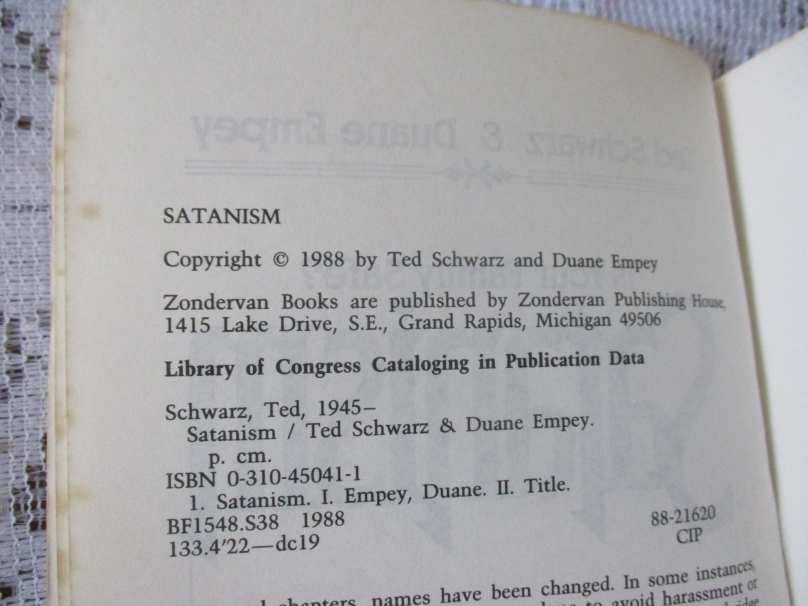 Ted Schwarz & Duane Empey
Your Family Safe?
SATANISM
Copyright © 1988 by Ted Schwarz and Duane Empey
Zondervan Books are published by Zondervan Publishing House,
1415 Lake Drive, S.E., Grand Rapids, Michigan 49506
Library of Congress Cataloging in Publication Data
Schwarz, Ted, 1945–
Satanism / Ted Schwarz & Duane Empey.
p. cm.
ISBN 0-310-45041-1
1. Satanism. I. Empey, Duane. II. Title.
BF1548.S38 1988
88-21620
133.4'22—dc19
CIP
chapters, names have been changed. In some instances,
to avoid harassment or